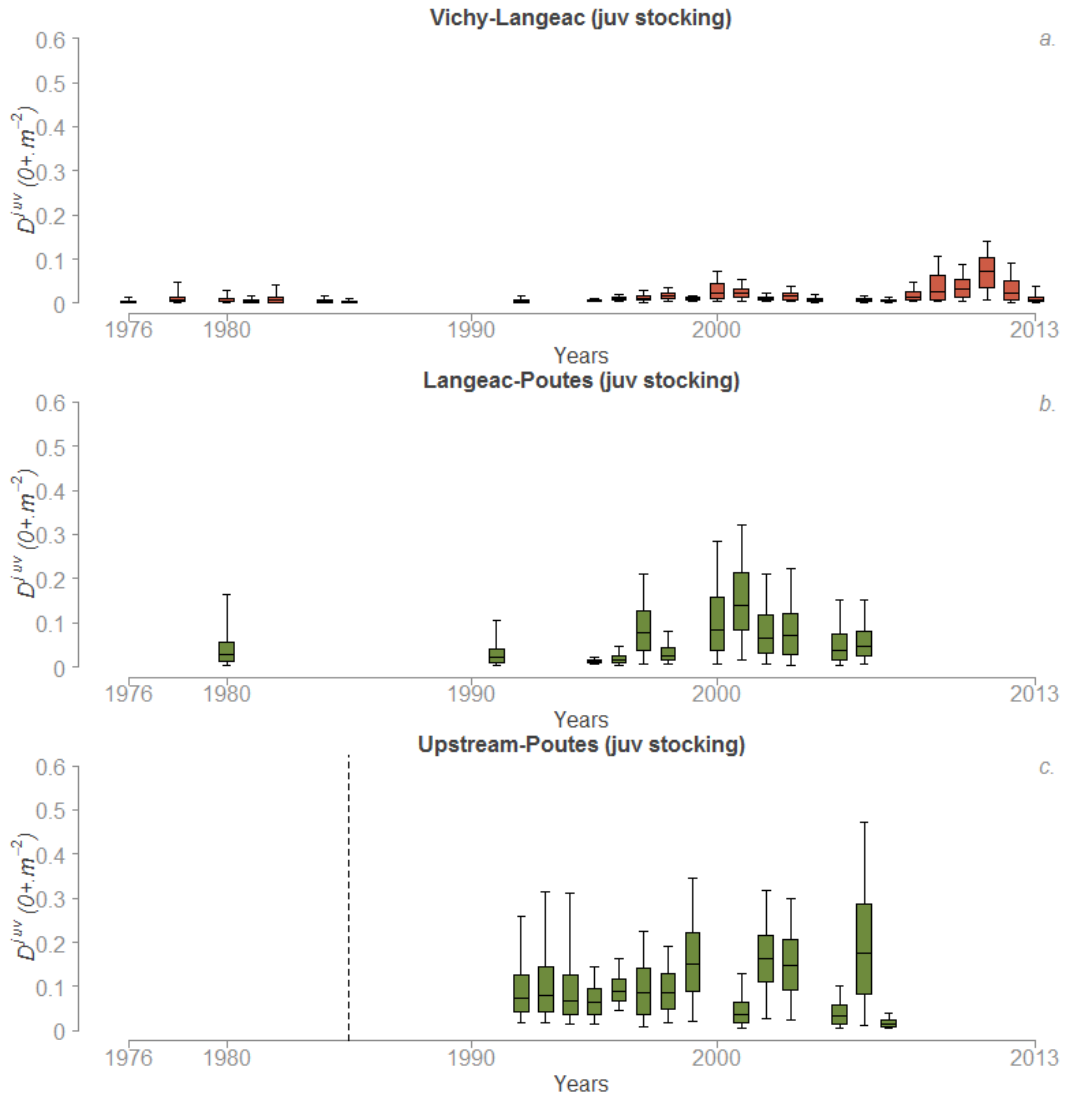 Vichy-Langeac (juv stocking)
a.
0.6
0.5
0.4
0.3
0.2
0.1
0
D^juv (0+.m^−2)
1976 1980 1990 2000 2013
Years
Langeac-Poutes (juv stocking)
b.
0.6
0.5
0.4
0.3
0.2
0.1
0
D^juv (0+.m^−2)
1976 1980 1990 2000 2013
Years
Upstream-Poutes (juv stocking)
c.
0.6
0.5
0.4
0.3
0.2
0.1
0
D^juv (0+.m^−2)
1976 1980 1990 2000 2013
Years